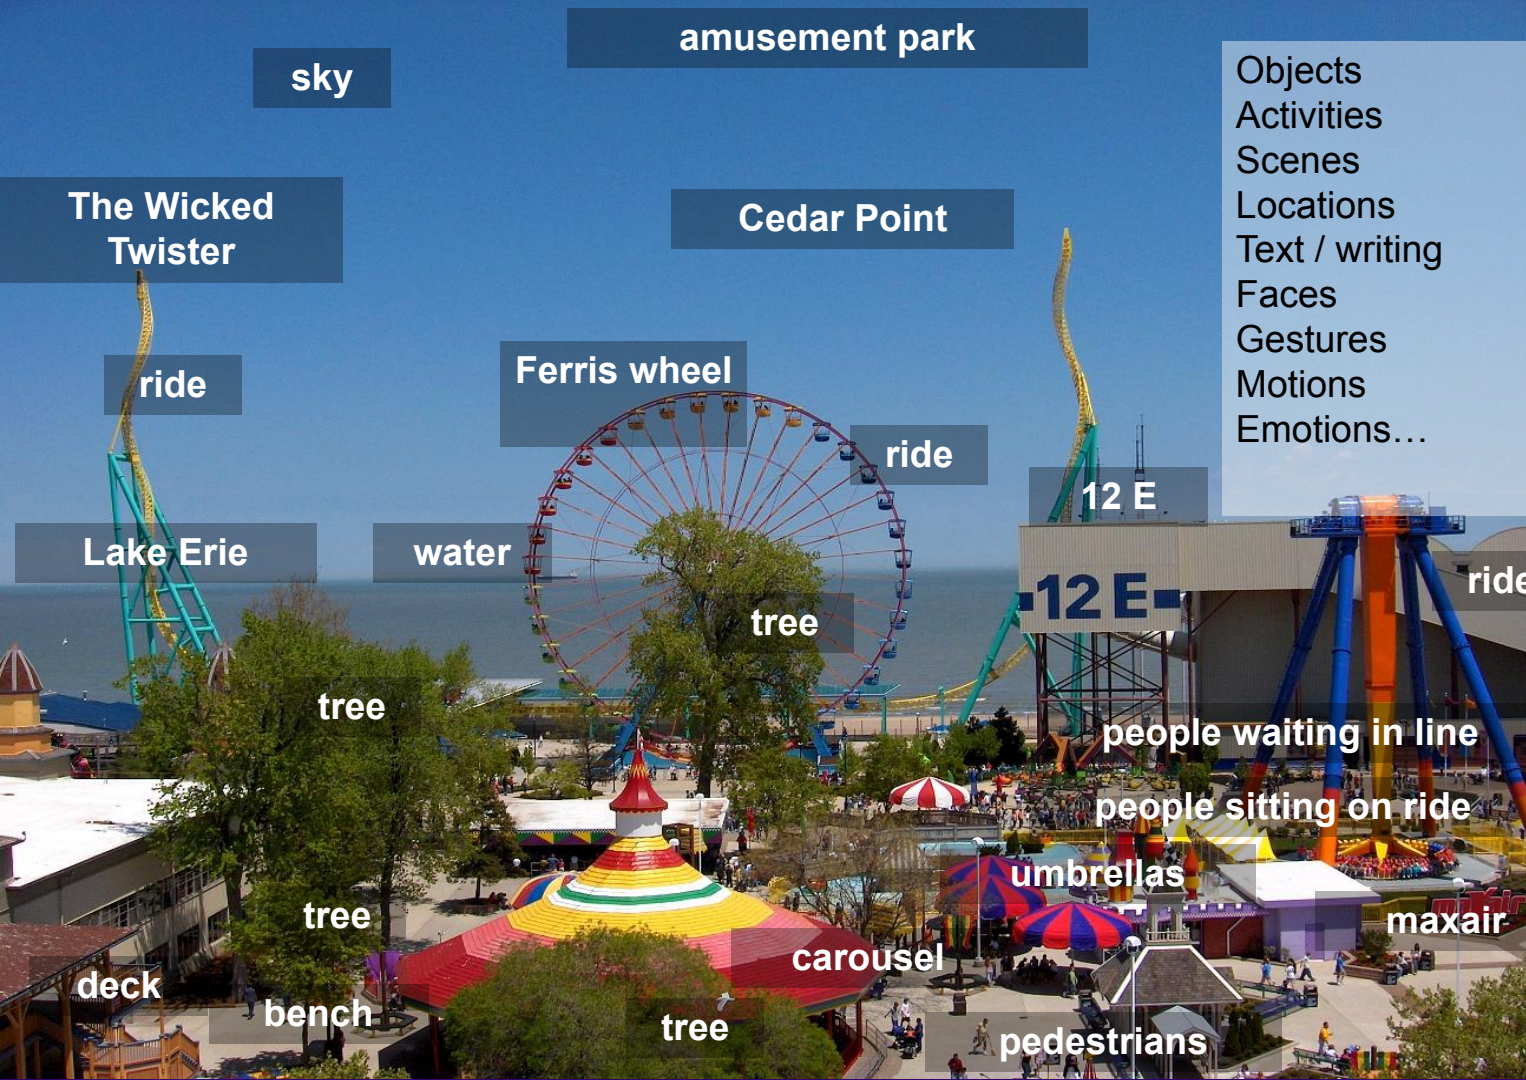 amusement park
sky
Objects
Activities
Scenes
Locations
Text / writing
Faces
Gestures
Motions
Emotions…
The Wicked
Twister
Cedar Point
Ferris wheel
ride
ride
12 E
Lake Erie
water
ride
12 E
tree
tree
people waiting in line
people sitting on ride
umbrellas
maxair
tree
carousel
deck
bench
tree
pedestrians